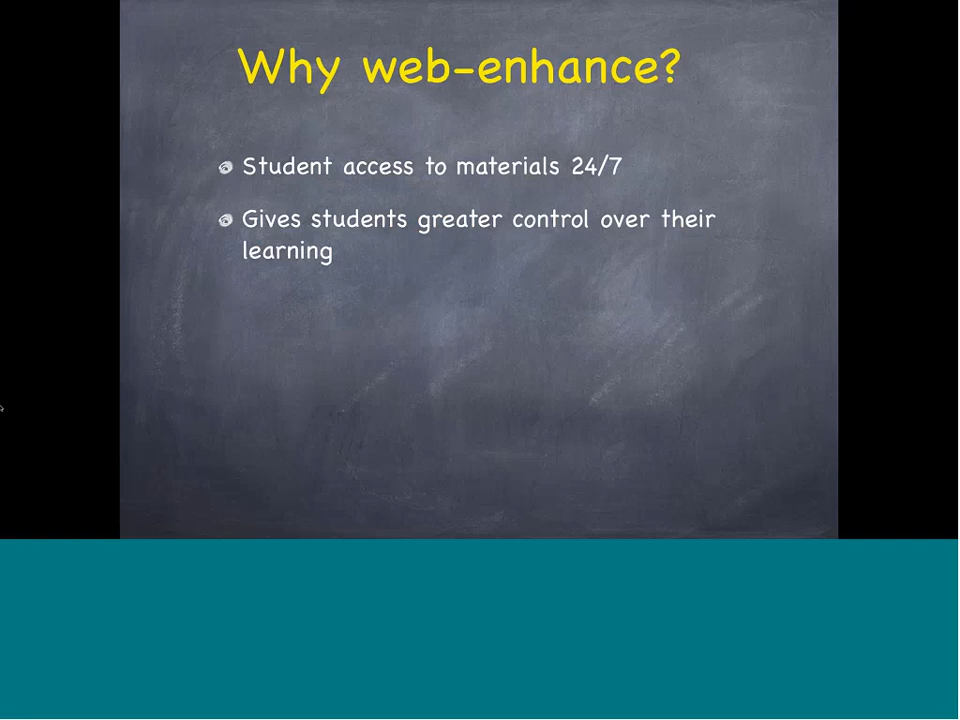 Why web-enhance?
Student access to materials 24/7
Gives students greater control over their
learning